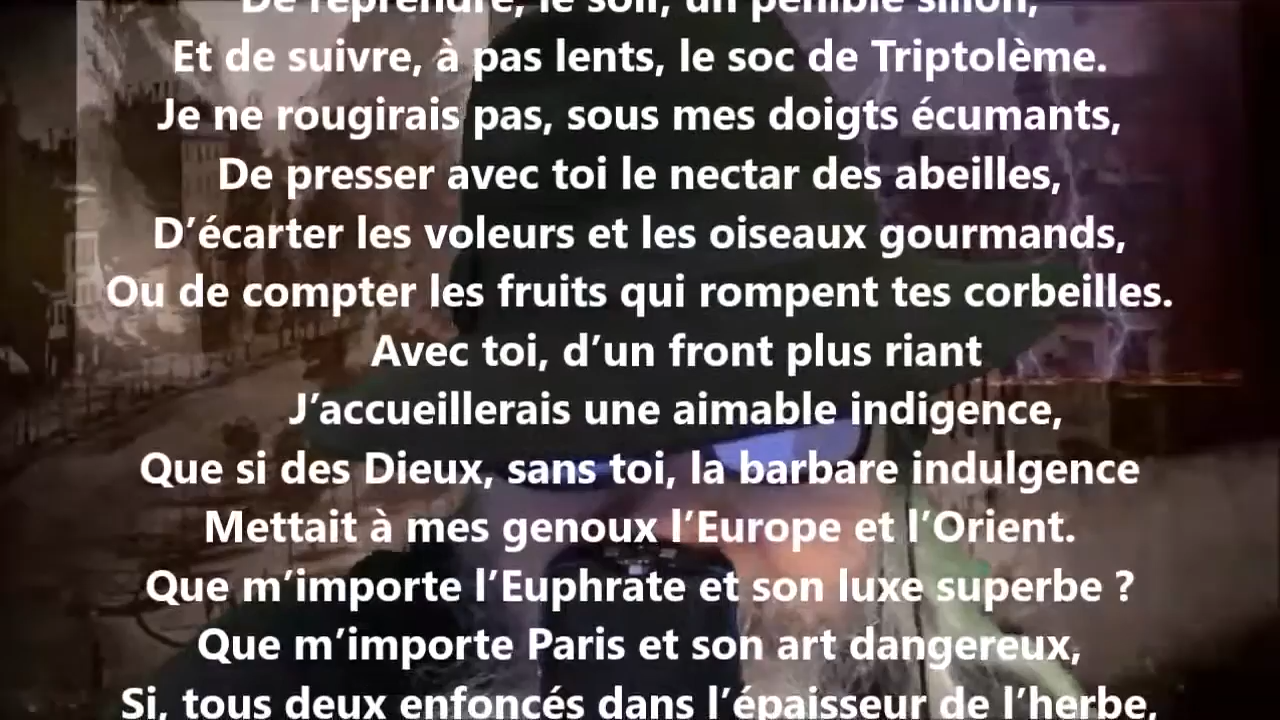 De reprendre, le soir, un pénible sillon,
Et de suivre, à pas lents, le soc de Triptolème.
Je ne rougirais pas, sous mes doigts écumants,
De presser avec toi le nectar des abeilles,
D’écarter les voleurs et les oiseaux gourmands,
Ou de compter les fruits qui rompent tes corbeilles.
Avec toi, d’un front plus riant
J’accueillerais une aimable indigence,
Que si des Dieux, sans toi, la barbare indulgence
Mettait à mes genoux l’Europe et l’Orient.
Que m’importe l’Euphrate et son luxe superbe ?
Que m’importe Paris et son art dangereux,
Si, tous deux enfoncés dans l’épaisseur de l’herbe,